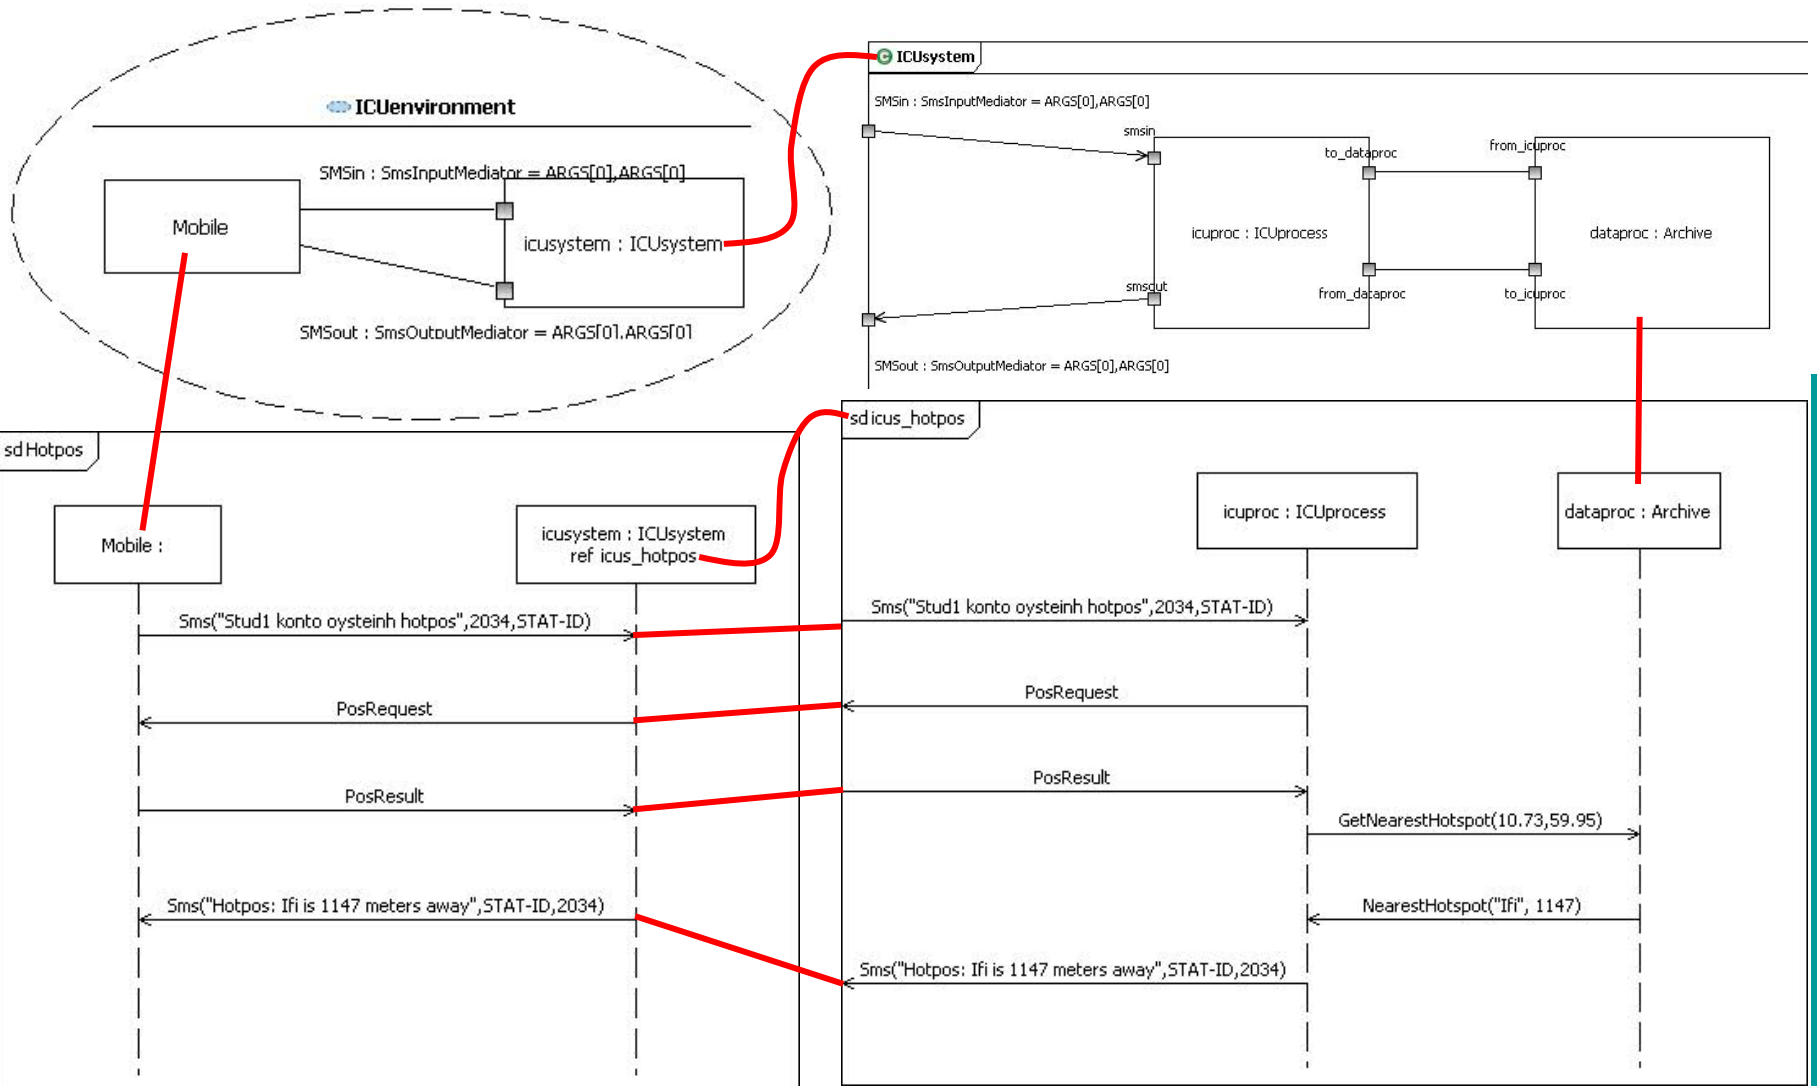 ICUenvironment
SMSin : SmsInputMediator = ARGS[0],ARGS[0]
Mobile
icusystem : ICUsystem
SMSout : SmsOutputMediator = ARGS[0],ARGS[0]
C ICUsystem
SMSin : SmsInputMediator = ARGS[0],ARGS[0]
smsin
to_dataproc
from_icuproc
icuproc : ICUprocess
dataproc : Archive
smsout
from_dataproc
to_icuproc
SMSout : SmsOutputMediator = ARGS[0],ARGS[0]
sd Hotpos
Mobile :
icusystem : ICUsystem
ref icus_hotpos
Sms("Stud1 konto oysteinh hotpos",2034,STAT-ID)
PosRequest
PosResult
Sms("Hotpos: Ifi is 1147 meters away",STAT-ID,2034)
sd icus_hotpos
icuproc : ICUprocess
dataproc : Archive
Sms("Stud1 konto oysteinh hotpos",2034,STAT-ID)
PosRequest
PosResult
GetNearestHotspot(10.73,59.95)
NearestHotspot("Ifi", 1147)
Sms("Hotpos: Ifi is 1147 meters away",STAT-ID,2034)